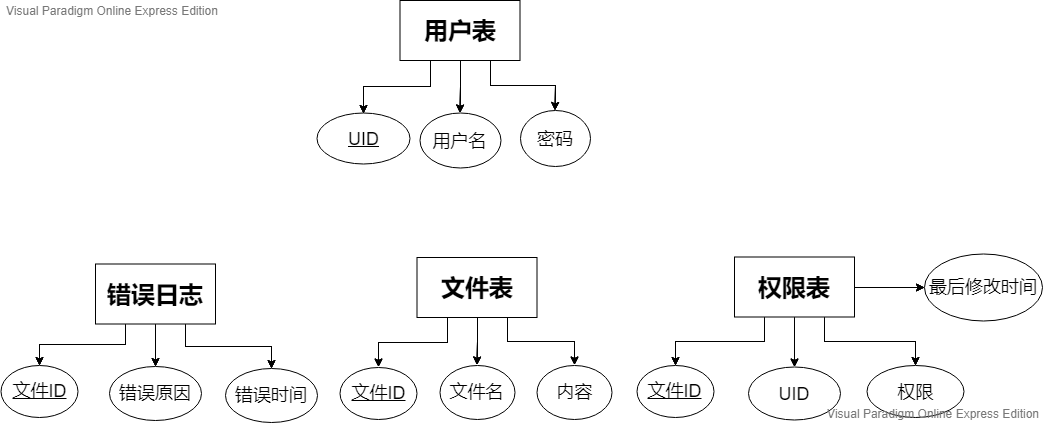 Visual Paradigm Online Express Edition
用户表
UID
用户名
密码
错误日志
文件表
权限表
最后修改时间
文件ID
错误原因
错误时间
文件ID
文件名
内容
文件ID
UID
权限
Visual Paradigm Online Express Edition